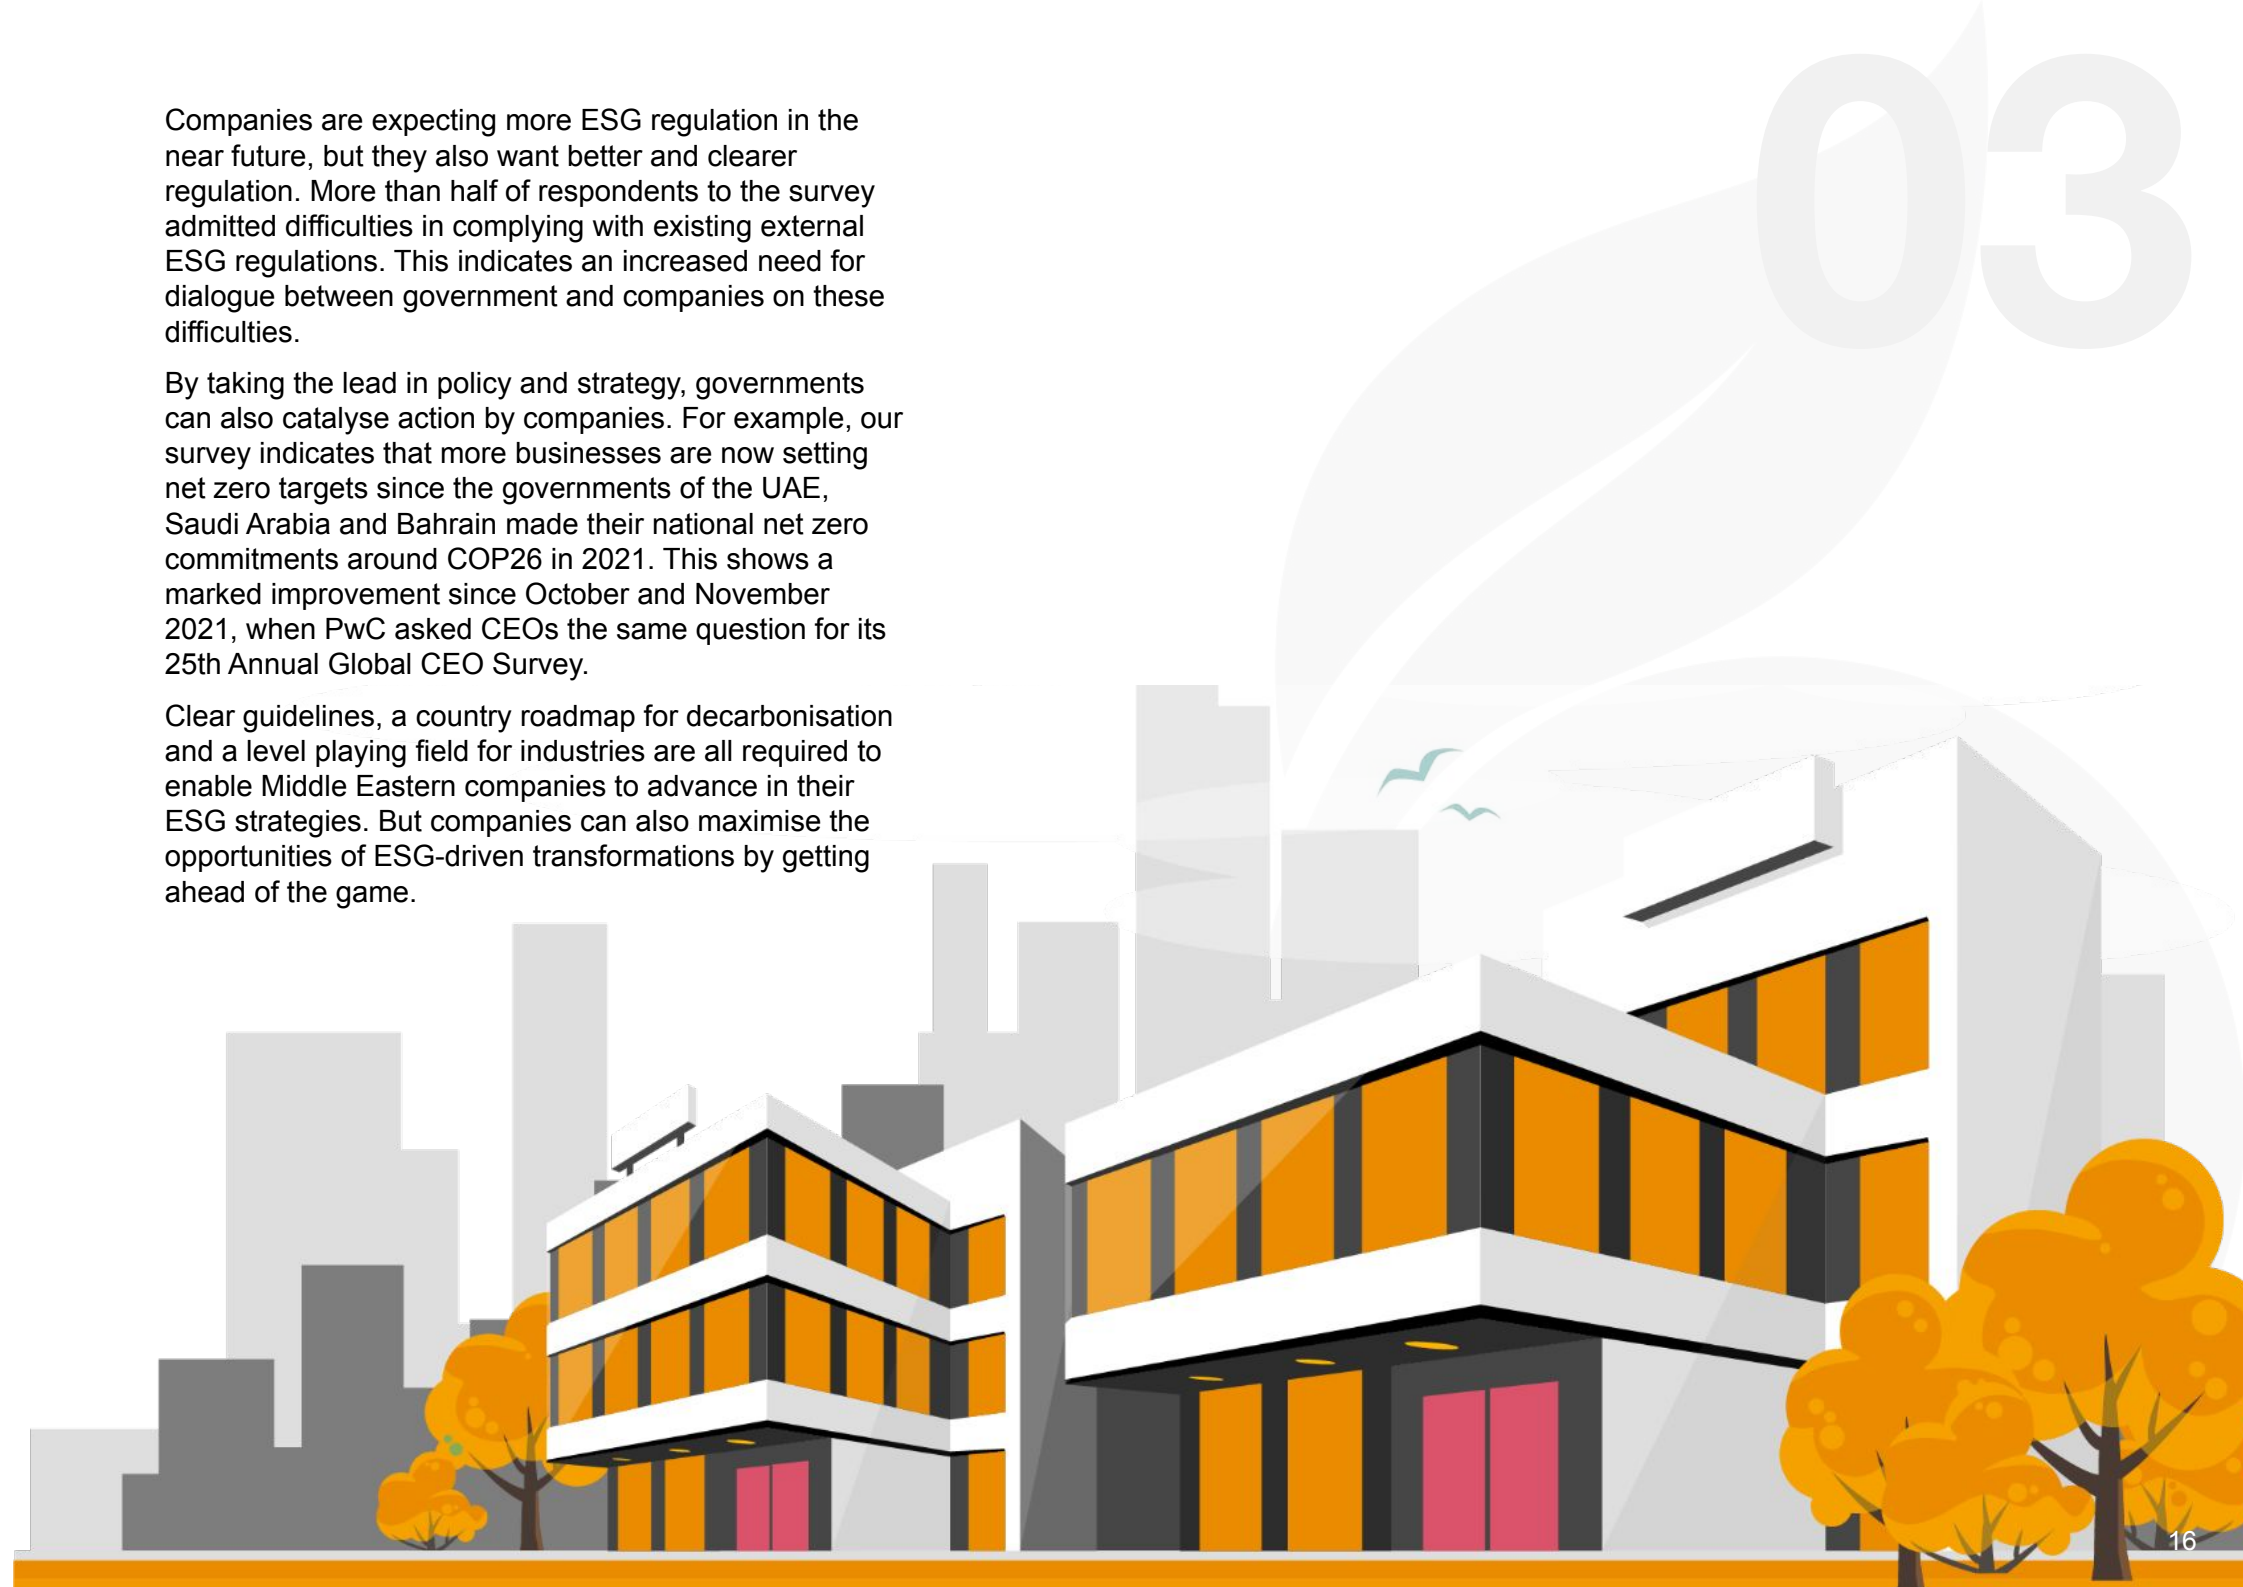 03
Companies are expecting more ESG regulation in the
near future, but they also want better and clearer
regulation. More than half of respondents to the survey
admitted difficulties in complying with existing external
ESG regulations. This indicates an increased need for
dialogue between government and companies on these
difficulties.
By taking the lead in policy and strategy, governments
can also catalyse action by companies. For example, our
survey indicates that more businesses are now setting
net zero targets since the governments of the UAE,
Saudi Arabia and Bahrain made their national net zero
commitments around COP26 in 2021. This shows a
marked improvement since October and November
2021, when PwC asked CEOs the same question for its
25th Annual Global CEO Survey.
Clear guidelines, a country roadmap for decarbonisation
and a level playing field for industries are all required to
enable Middle Eastern companies to advance in their
ESG strategies. But companies can also maximise the
opportunities of ESG-driven transformations by getting
ahead of the game.
16